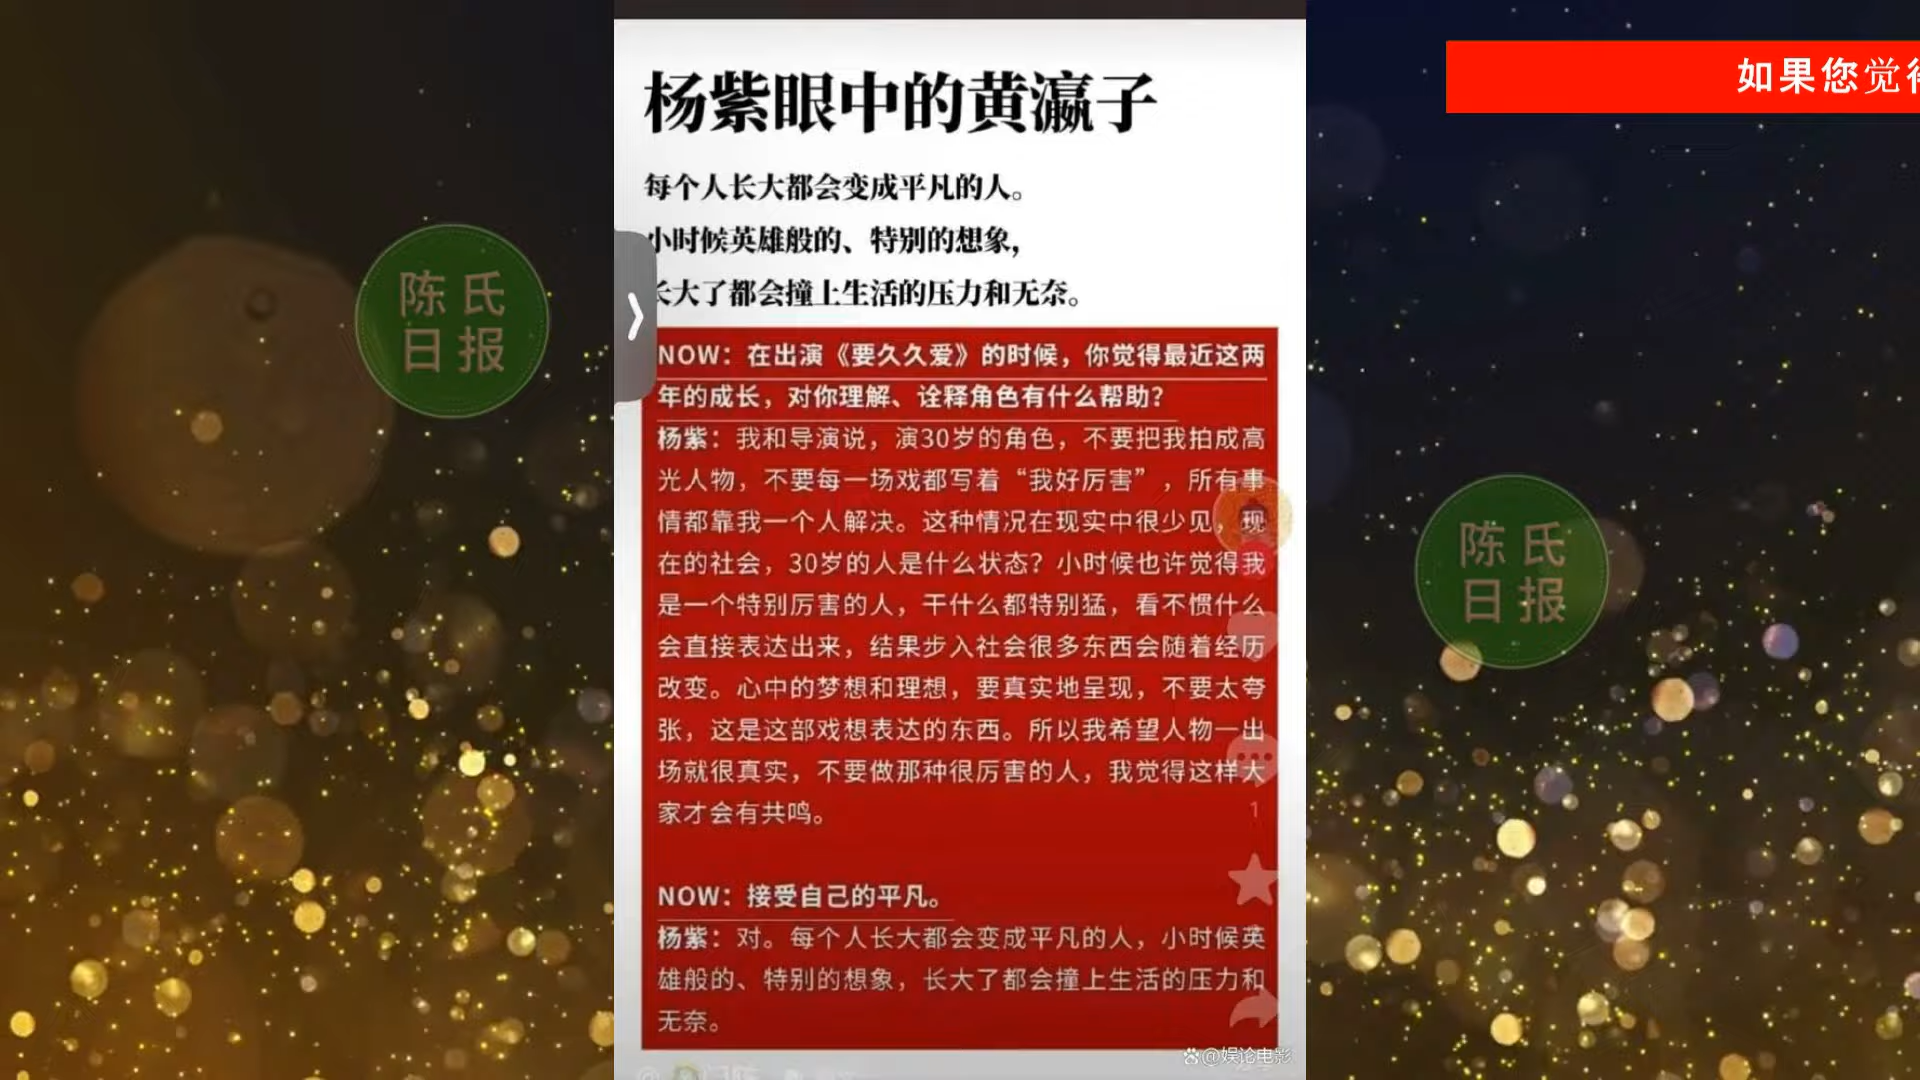 如果您觉
杨紫眼中的黄瀛子
每个人长大都会变成平凡的人。
小时候英雄般的、特别的想象,
长大了都会撞上生活的压力和无奈。
陈氏
日报
NOW：在出演《要久久爱》的时候，你觉得最近这两
年的成长，对你理解、诠释角色有什么帮助？
杨紫：我和导演说，演30岁的角色，不要把我拍成高
光人物，不要每一场戏都写着“我好厉害”，所有事
情都靠我一个人解决。这种情况在现实中很少见，现
在的社会，30岁的人是什么状态？小时候也许觉得我
是一个特别厉害的人，干什么都特别猛，看不惯什么
会直接表达出来，结果步入社会很多东西会随着经历
改变。心中的梦想和理想，要真实地呈现，不要太夸
张，这是这部戏想表达的东西。所以我希望人物一出
场就很真实，不要做那种很厉害的人，我觉得这样大
家才会有共鸣。
1
NOW：接受自己的平凡。
杨紫：对。每个人长大都会变成平凡的人，小时候英
雄般的、特别的想象，长大了都会撞上生活的压力和
无奈。
陈氏
日报
@娱论电影